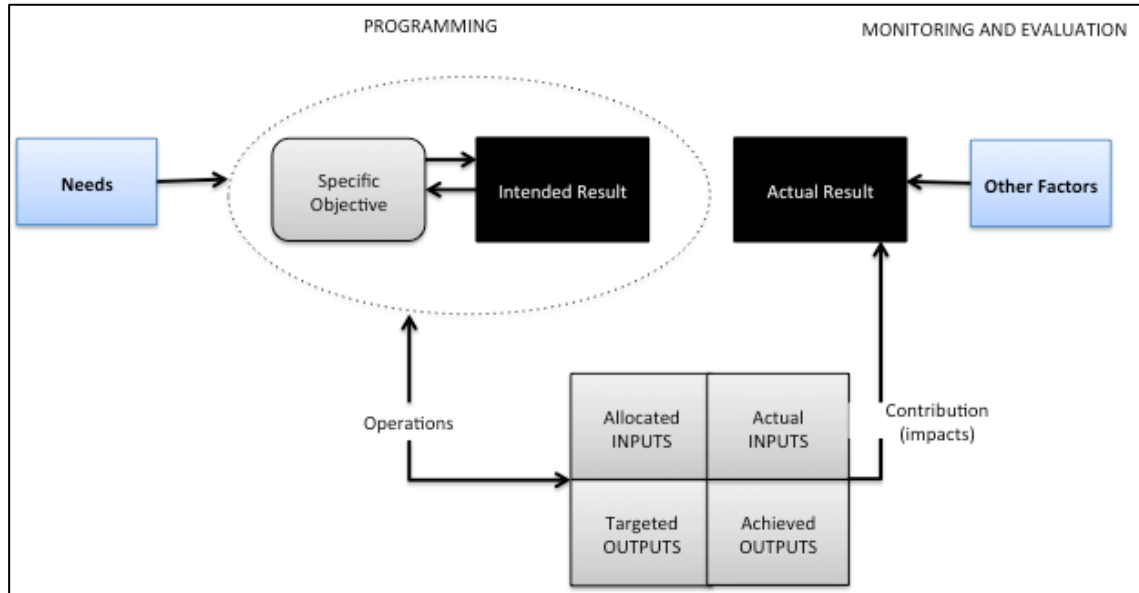 PROGRAMMING
MONITORING AND EVALUATION
Needs
Specific
Objective
Intended Result
Actual Result
Other Factors
Operations
Allocated
INPUTS
Actual
INPUTS
Contribution
(impacts)
Targeted
OUTPUTS
Achieved
OUTPUTS